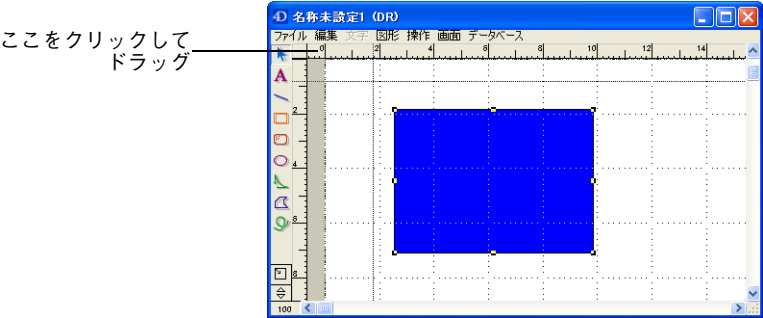 名称未設定1 (DR)
ファイル 編集 文字 図形 操作 画面 データベース
ここをクリックして
ドラッグ
0 2 4 6 8 10 12 14
A
2
4
6
8
100